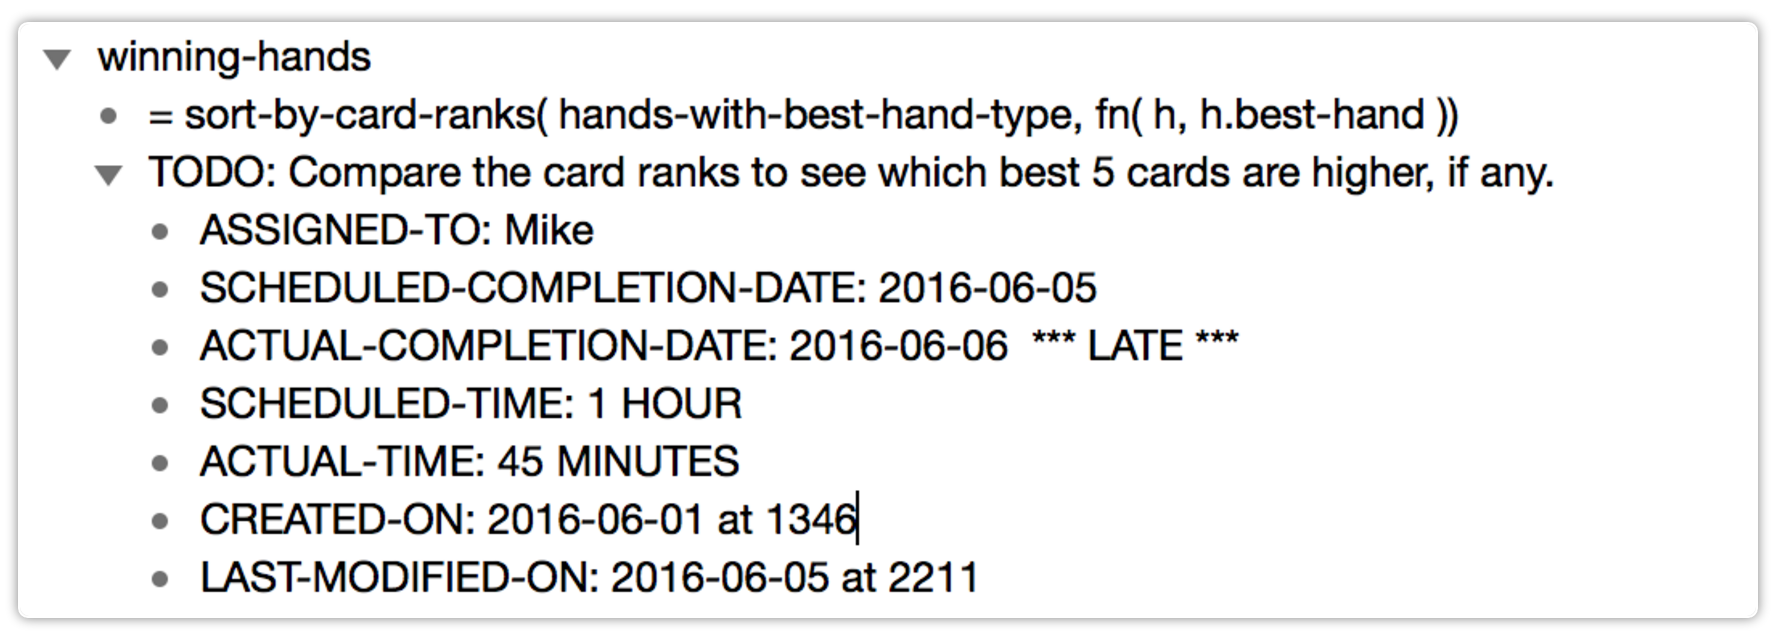 winning-hands
= sort-by-card-ranks( hands-with-best-hand-type, fn( h, h.best-hand ))
TODO: Compare the card ranks to see which best 5 cards are higher, if any.
ASSIGNED-TO: Mike
SCHEDULED-COMPLETION-DATE: 2016-06-05
ACTUAL-COMPLETION-DATE: 2016-06-06  *** LATE ***
SCHEDULED-TIME: 1 HOUR
ACTUAL-TIME: 45 MINUTES
CREATED-ON: 2016-06-01 at 1346
LAST-MODIFIED-ON: 2016-06-05 at 2211